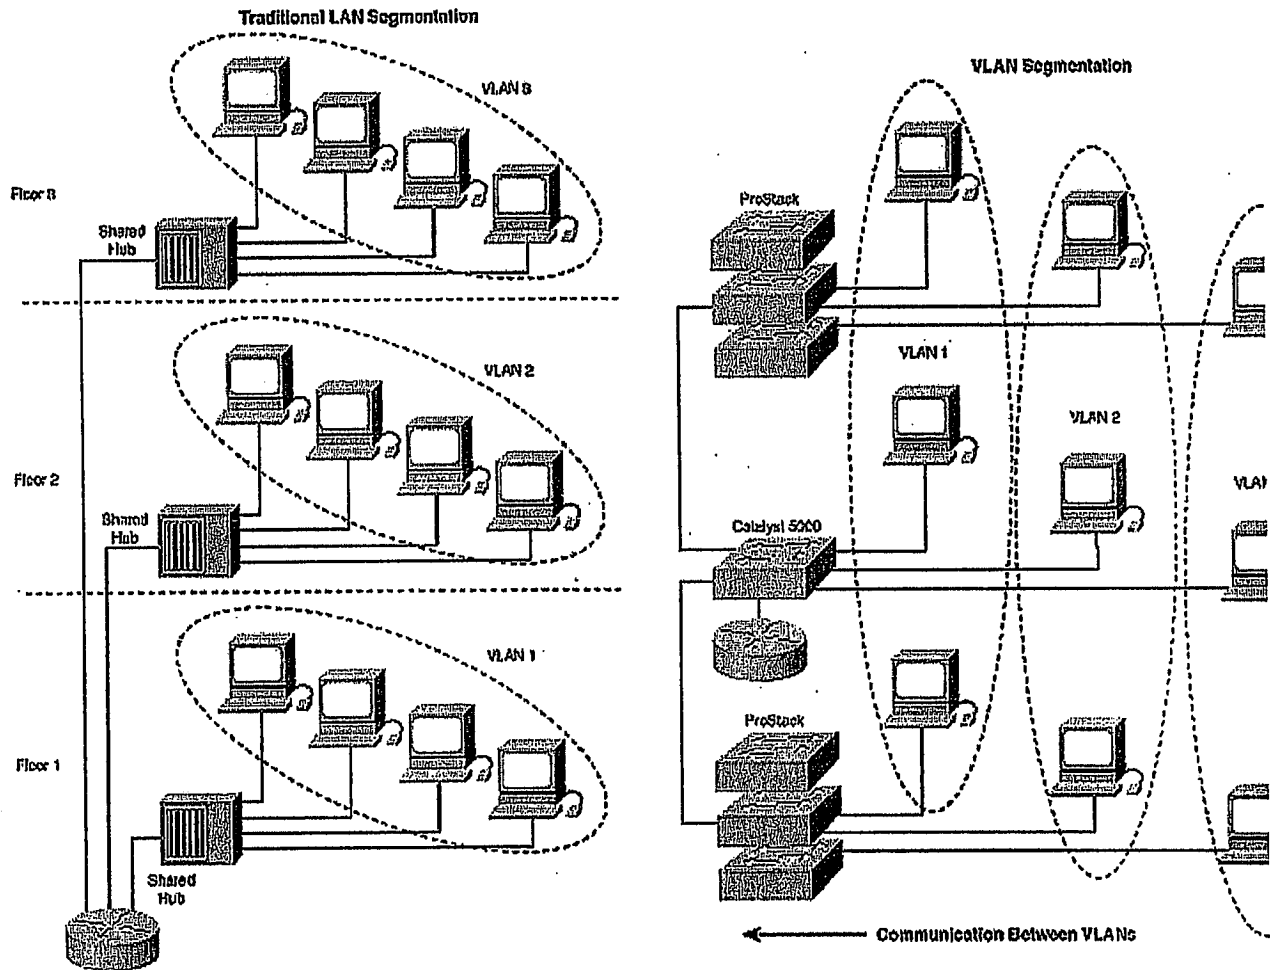 Traditional LAN Segmentation
VLAN 3
Floor 3
Shared
Hub
VLAN 2
Floor 2
Shared
Hub
VLAN 1
Floor 1
Shared
Hub
VLAN Segmentation
ProStack
VLAN 1
VLAN 2
VLAN
Catalyst 5000
ProStack
Communication Between VLANs